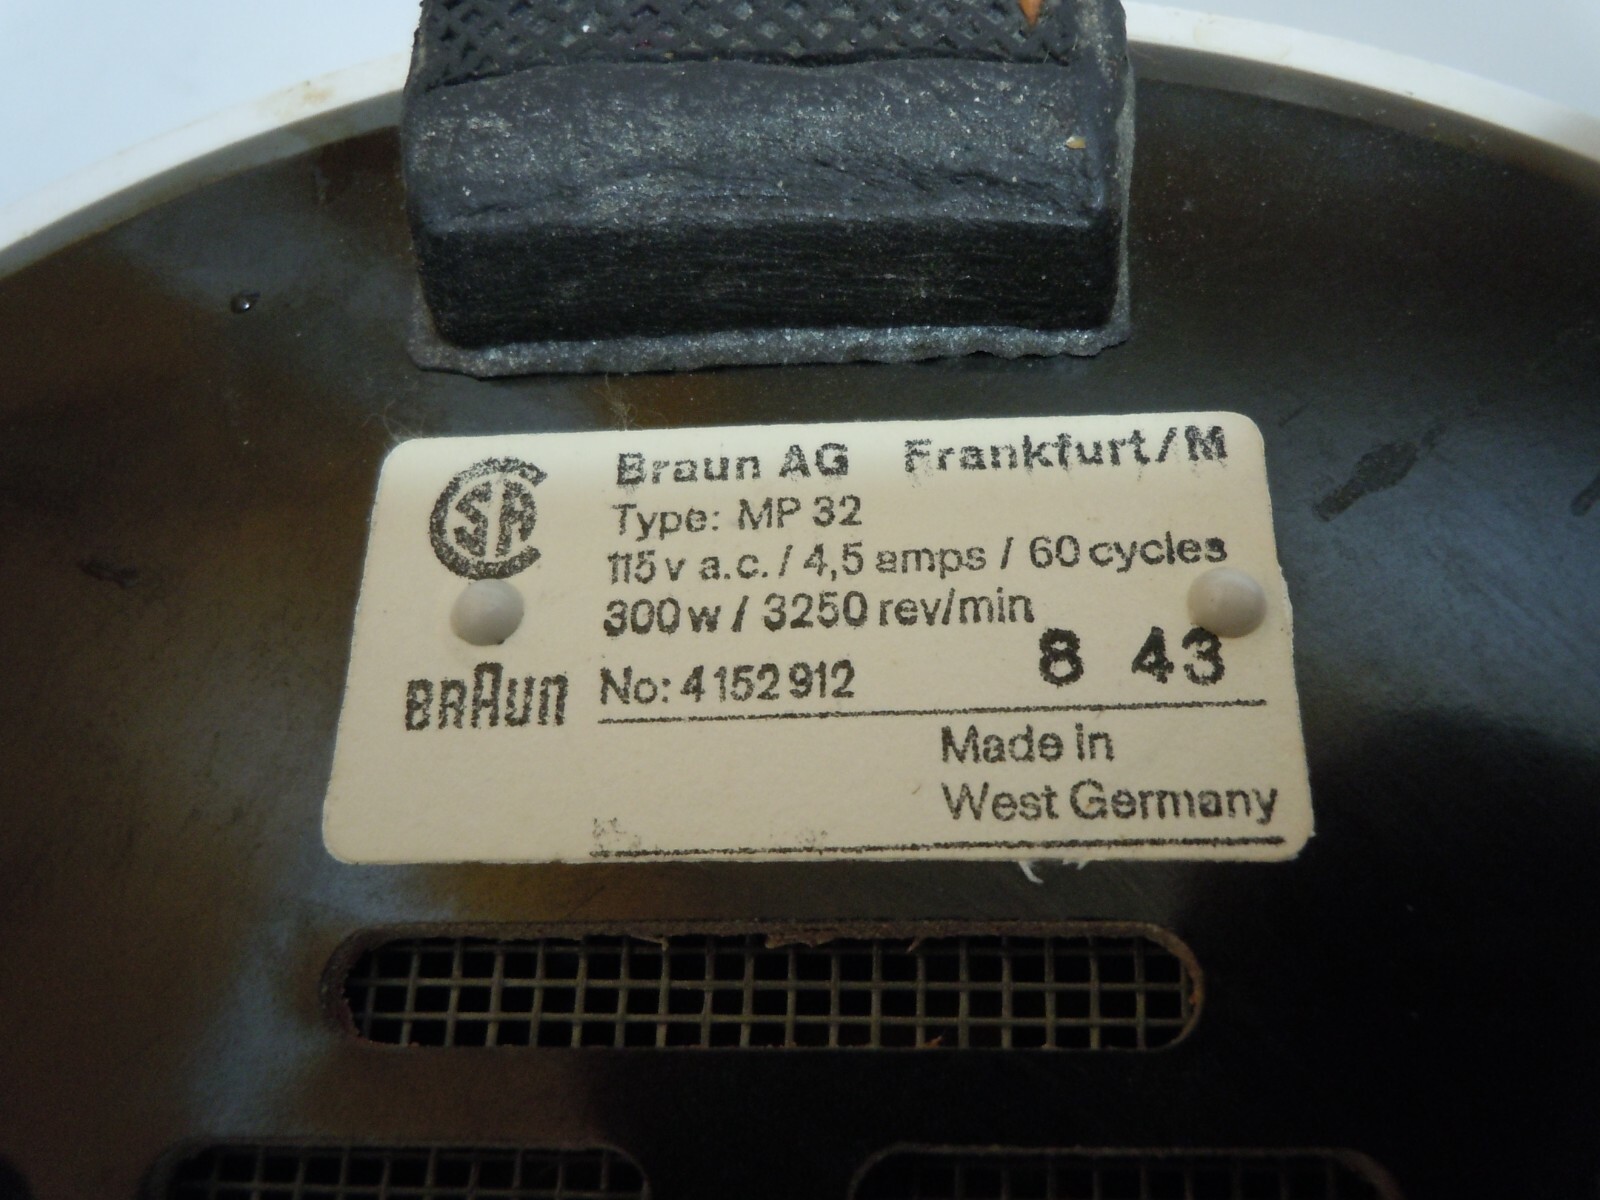 CSA
Braun AG Frankfurt/M
Type: MP 32
115 v a.c. / 4,5 amps / 60 cycles
300 w / 3250 rev/min
8 43
BRAUN
No: 4152912
Made in
West Germany